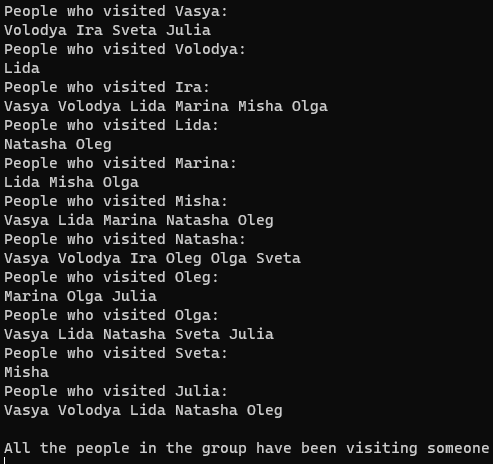 People who visited Vasya:
Volodya Ira Sveta Julia
People who visited Volodya:
Lida
People who visited Ira:
Vasya Volodya Lida Marina Misha Olga
People who visited Lida:
Natasha Oleg
People who visited Marina:
Lida Misha Olga
People who visited Misha:
Vasya Lida Marina Natasha Oleg
People who visited Natasha:
Vasya Volodya Ira Oleg Olga Sveta
People who visited Oleg:
Marina Olga Julia
People who visited Olga:
Vasya Lida Natasha Sveta Julia
People who visited Sveta:
Misha
People who visited Julia:
Vasya Volodya Lida Natasha Oleg
All the people in the group have been visiting someone